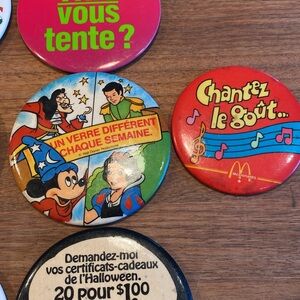 vous
tente ?
UN VERRE DIFFÉRENT
CHAQUE SEMAINE.
Chantez
le goût...
Demandez-moi
vos certificats-cadeaux
de l'Halloween.
20 pour $1.00